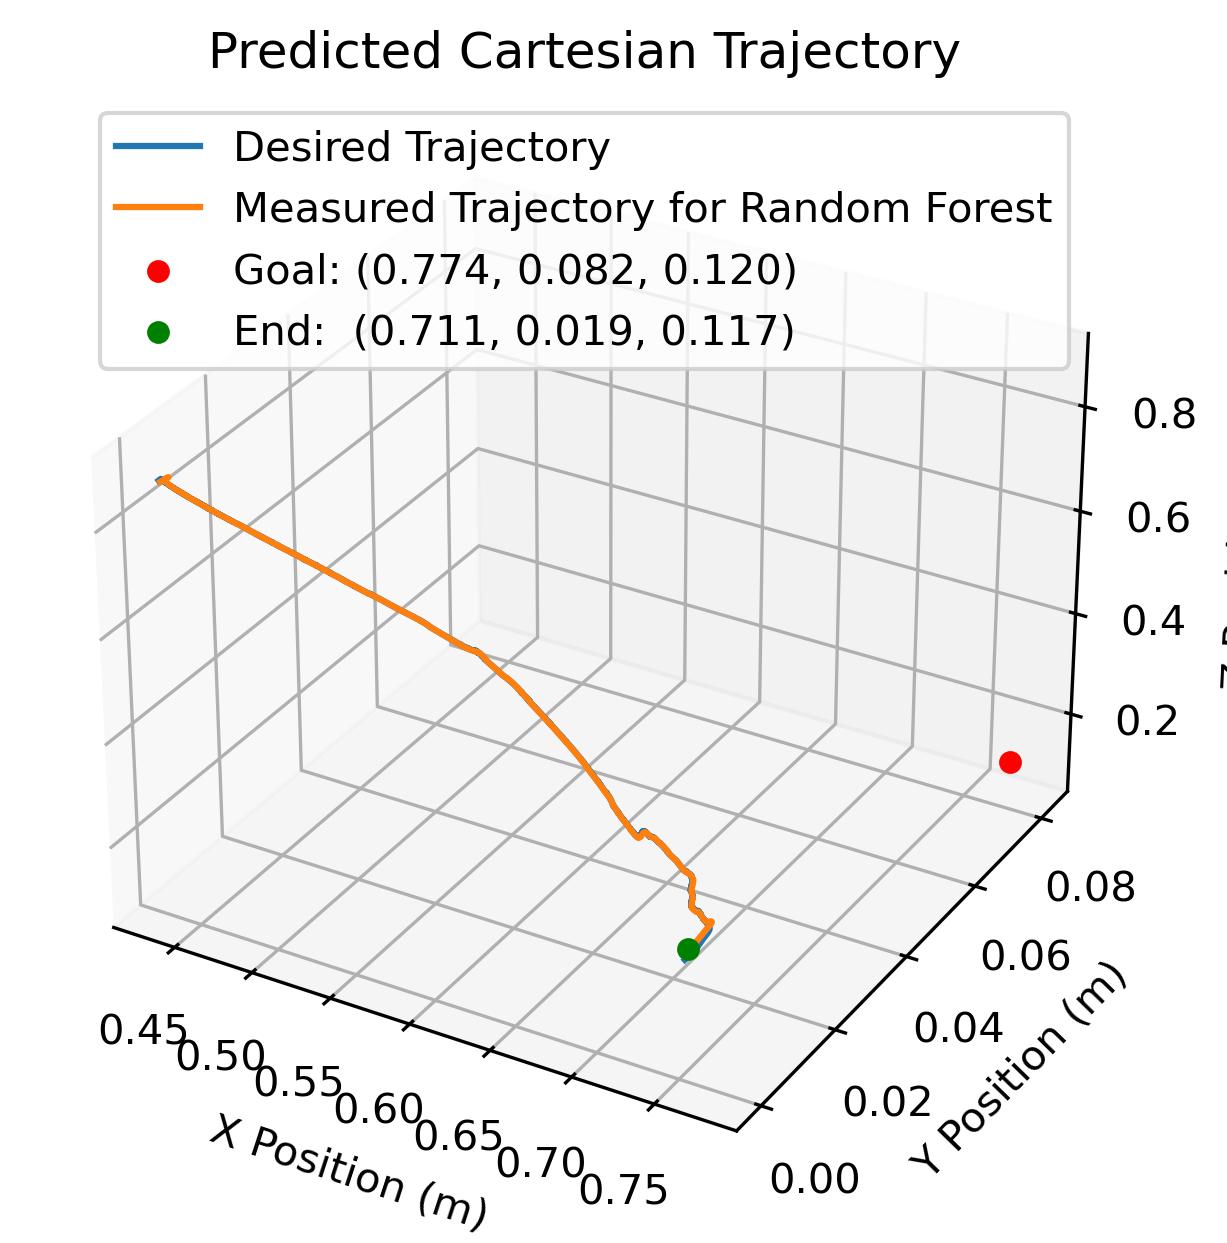 Predicted Cartesian Trajectory
Desired Trajectory
Measured Trajectory for Random Forest
Goal: (0.774, 0.082, 0.120)
End: (0.711, 0.019, 0.117)
0.8
0.6
0.4
0.2
0.08
0.06
0.04
0.02
0.00
Y Position (m)
0.45
0.50
0.55
0.60
0.65
0.70
0.75
X Position (m)